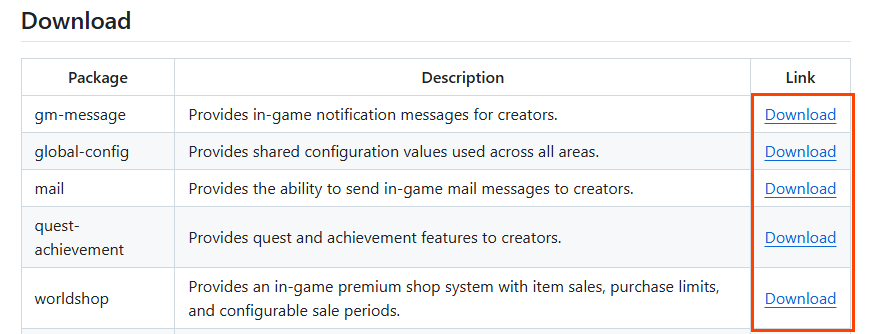 Download
Package Description Link
gm-message Provides in-game notification messages for creators. Download
global-config Provides shared configuration values used across all areas. Download
mail Provides the ability to send in-game mail messages to creators. Download
quest-
achievement Provides quest and achievement features to creators. Download
worldshop Provides an in-game premium shop system with item sales, purchase limits,
and configurable sale periods. Download